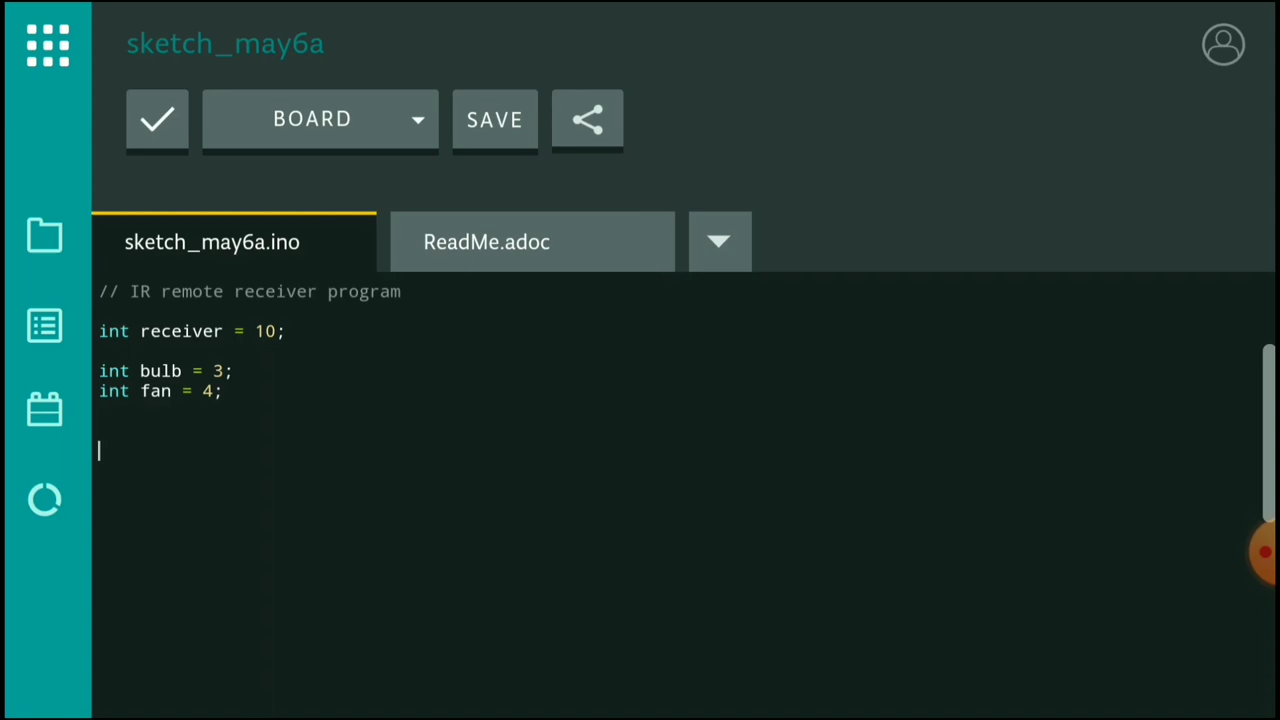 sketch_may6a
BOARD
SAVE
sketch_may6a.ino
ReadMe.adoc
// IR remote receiver program
int receiver = 10;
int bulb = 3;
int fan = 4;